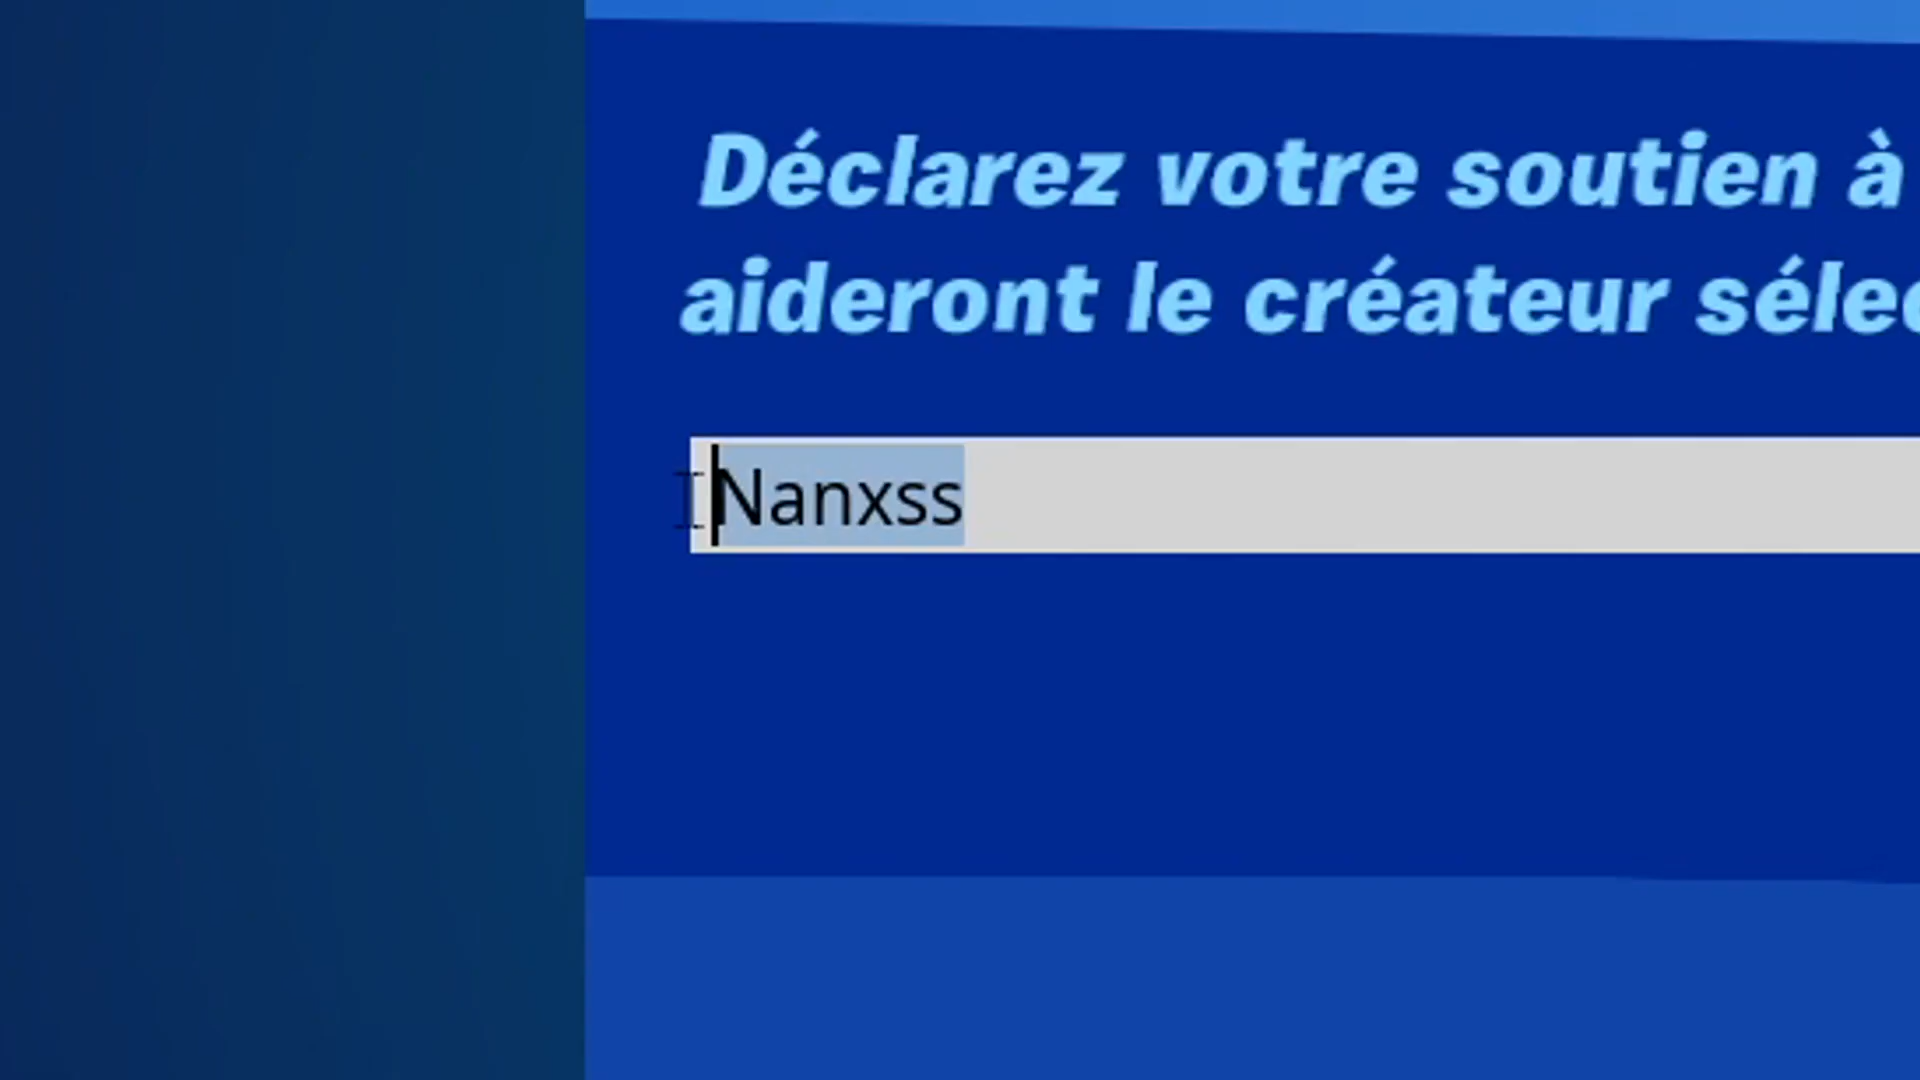 Déclarez votre soutien à
aideront le créateur
Nanxss